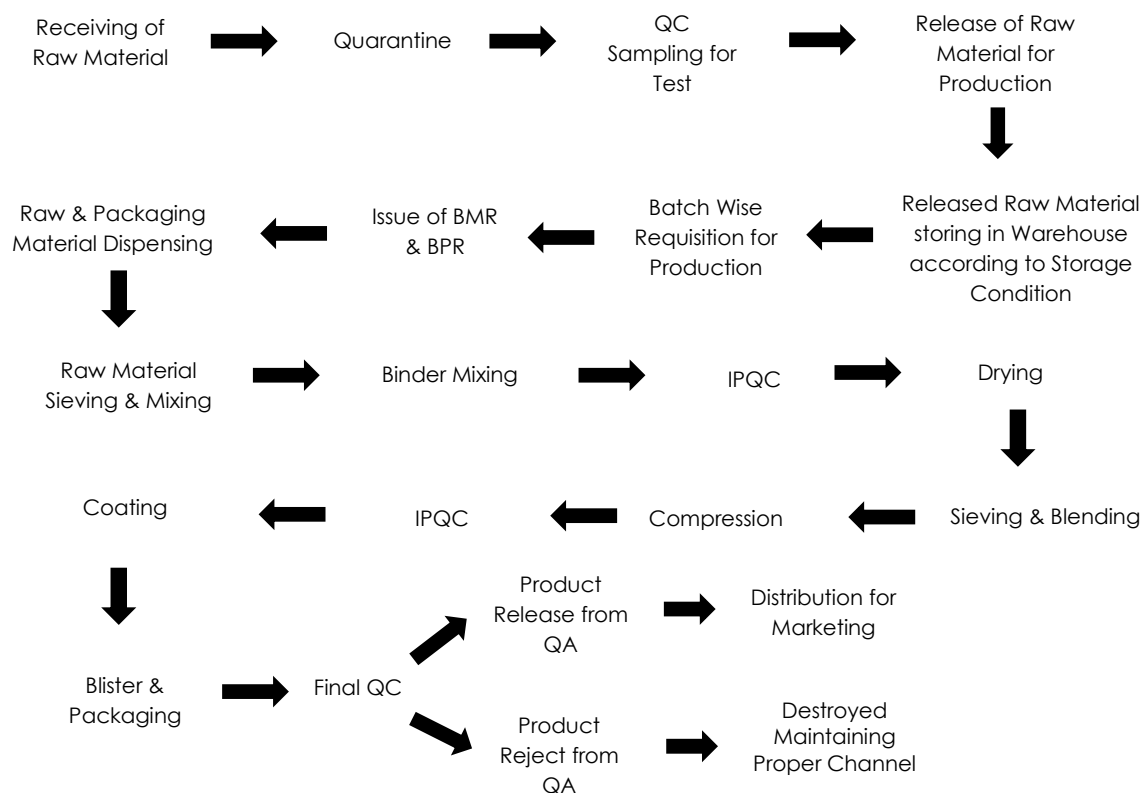 Receiving of
Raw Material
Quarantine
QC
Sampling for
Test
Release of Raw
Material for
Production
Released Raw Material
storing in Warehouse
according to Storage
Condition
Batch Wise
Requisition for
Production
Issue of BMR
& BPR
Raw & Packaging
Material Dispensing
Raw Material
Sieving & Mixing
Binder Mixing
IPQC
Drying
Sieving & Blending
Compression
IPQC
Coating
Blister &
Packaging
Final QC
Product
Release from
QA
Distribution for
Marketing
Product
Reject from
QA
Destroyed
Maintaining
Proper Channel